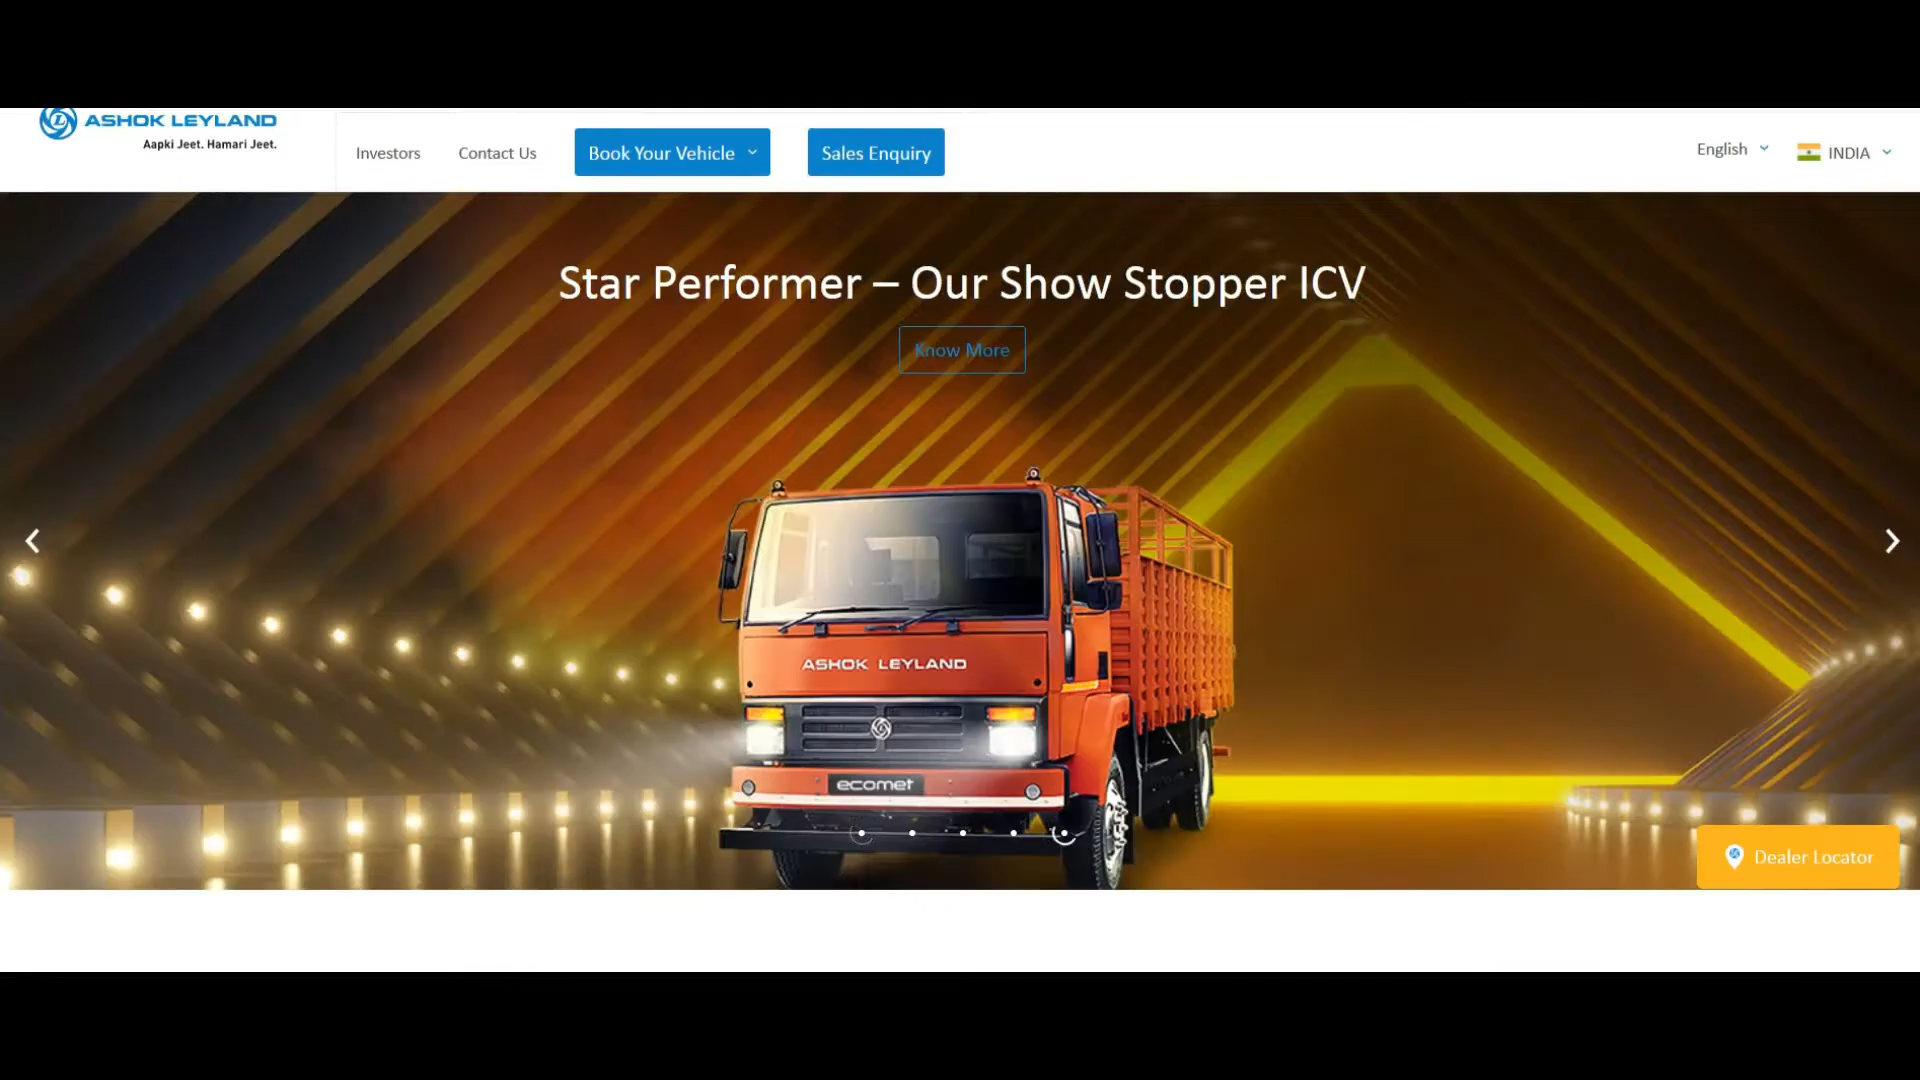 ASHOK LEYLAND
Aapki Jeet. Hamari Jeet.
Investors
Contact Us
Book Your Vehicle
Sales Enquiry
English
INDIA
Star Performer – Our Show Stopper ICV
Know More
ASHOK LEYLAND
ecomet
Dealer Locator